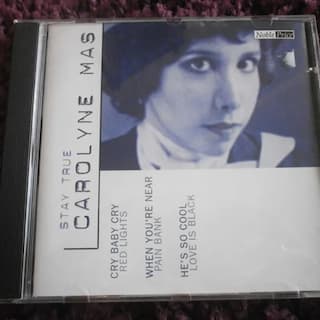 Noble Price
STAY TRUE
CAROLYNE MAS
CRY BABY CRY
RED LIGHTS
WHEN YOU'RE NEAR
PAIN BANK
HE'S SO COOL
LOVE IS BLACK